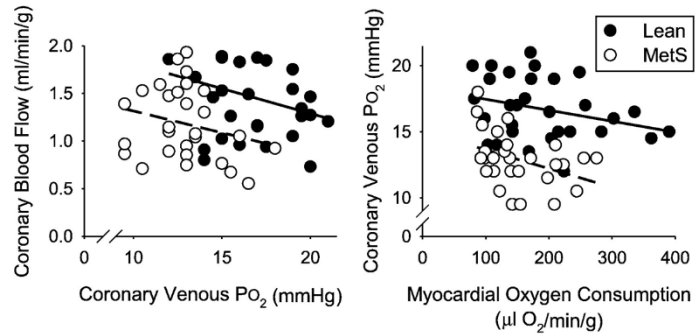 Coronary Blood Flow (ml/min/g)
2.0
1.5
1.0
0.5
0.0
0
10
15
20
Coronary Venous PO₂ (mmHg)
Coronary Venous PO₂ (mmHg)
20
15
10
0
0
100
200
300
400
Myocardial Oxygen Consumption
(µl O₂/min/g)
Lean
MetS